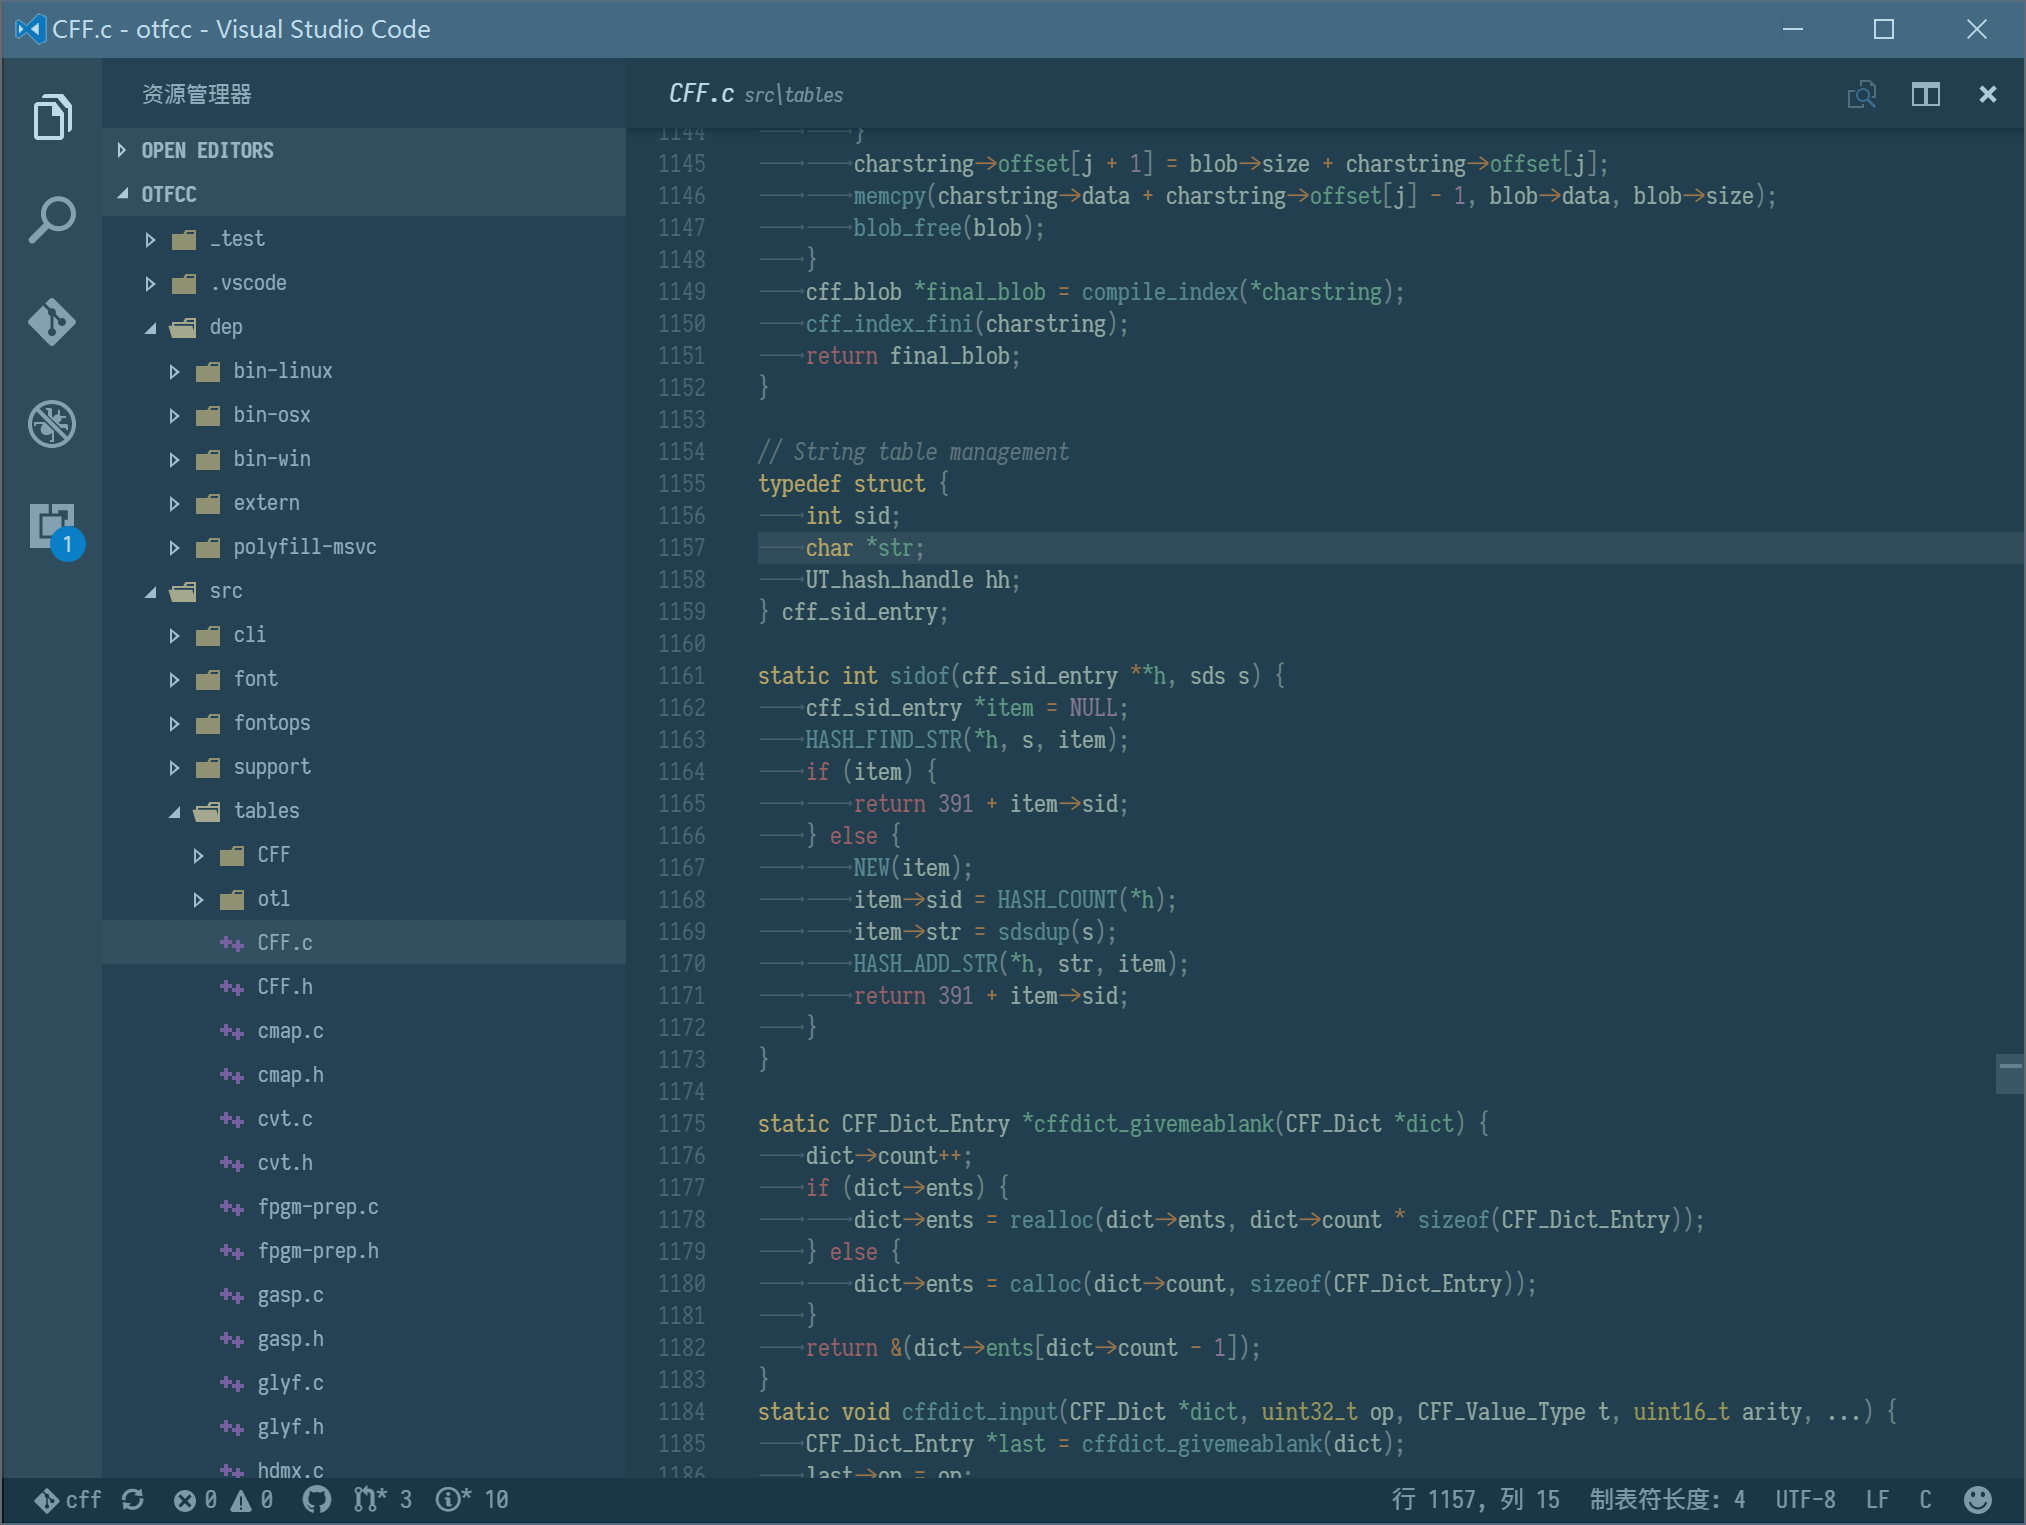 CFF.c - otfcc - Visual Studio Code
资源管理器
OPEN EDITORS
OTFCC
_test
.vscode
dep
bin-linux
bin-osx
bin-win
extern
polyfill-msvc
src
cli
font
fontops
support
tables
CFF
otl
CFF.c
CFF.h
cmap.c
cmap.h
cvt.c
cvt.h
fpgm-prep.c
fpgm-prep.h
gasp.c
gasp.h
glyf.c
glyf.h
hdmx.c
1
CFF.c src\tables
1144 }
1145 charstring->offset[j + 1] = blob->size + charstring->offset[j];
1146 memcpy(charstring->data + charstring->offset[j] - 1, blob->data, blob->size);
1147 blob_free(blob);
1148 }
1149 cff_blob *final_blob = compile_index(*charstring);
1150 cff_index_fini(charstring);
1151 return final_blob;
1152 }
1153
1154 // String table management
1155 typedef struct {
1156 int sid;
1157 char *str;
1158 UT_hash_handle hh;
1159 } cff_sid_entry;
1160
1161 static int sidof(cff_sid_entry **h, sds s) {
1162 cff_sid_entry *item = NULL;
1163 HASH_FIND_STR(*h, s, item);
1164 if (item) {
1165 return 391 + item->sid;
1166 } else {
1167 NEW(item);
1168 item->sid = HASH_COUNT(*h);
1169 item->str = sdsdup(s);
1170 HASH_ADD_STR(*h, str, item);
1171 return 391 + item->sid;
1172 }
1173 }
1174
1175 static CFF_Dict_Entry *cffdict_givemeablank(CFF_Dict *dict) {
1176 dict->count++;
1177 if (dict->ents) {
1178 dict->ents = realloc(dict->ents, dict->count * sizeof(CFF_Dict_Entry));
1179 } else {
1180 dict->ents = calloc(dict->count, sizeof(CFF_Dict_Entry));
1181 }
1182 return &(dict->ents[dict->count - 1]);
1183 }
1184 static void cffdict_input(CFF_Dict *dict, uint32_t op, CFF_Value_Type t, uint16_t arity, ...) {
1185 CFF_Dict_Entry *last = cffdict_givemeablank(dict);
1186 last->op = op;
cff 0 0 * 3 * 10 行 1157, 列 15 制表符长度: 4 UTF-8 LF C